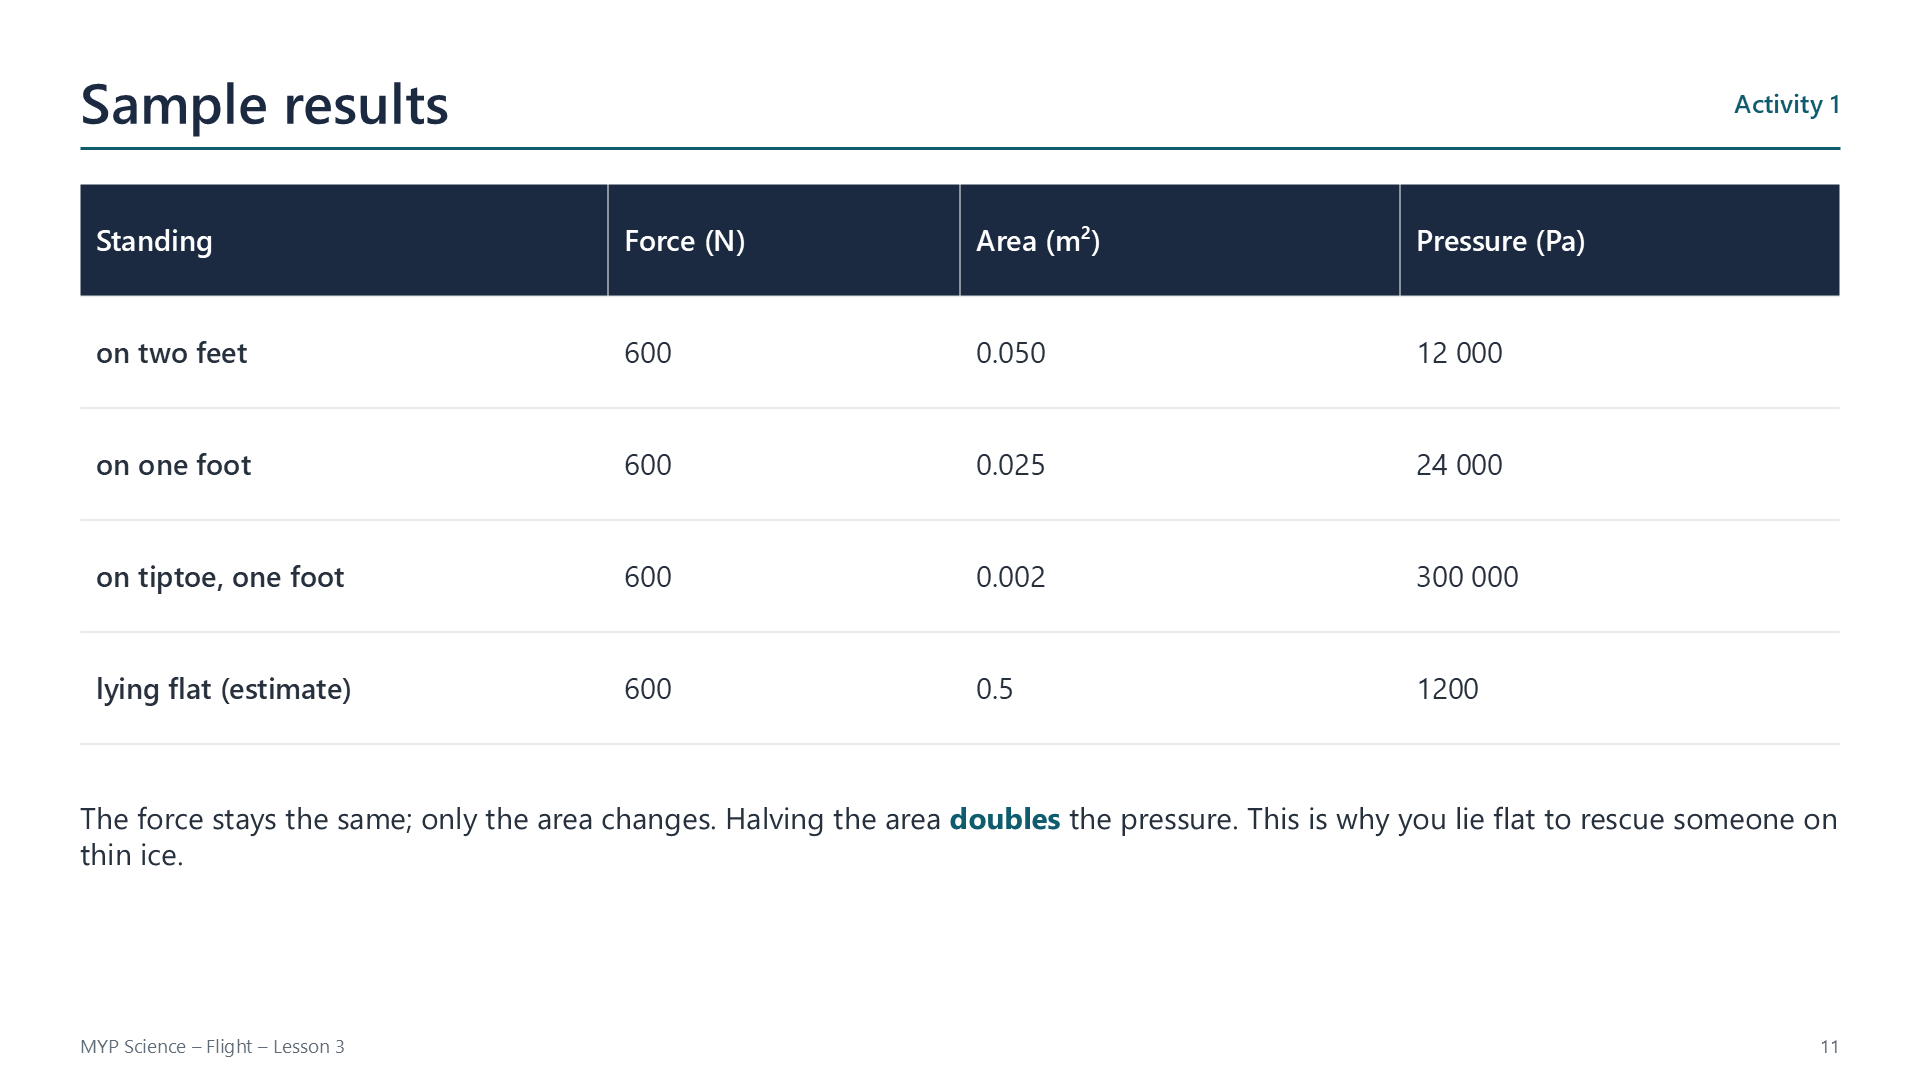 Sample results
Activity 1
Standing Force (N) Area (m²) Pressure (Pa)
on two feet 600 0.050 12 000
on one foot 600 0.025 24 000
on tiptoe, one foot 600 0.002 300 000
lying flat (estimate) 600 0.5 1200
The force stays the same; only the area changes. Halving the area doubles the pressure. This is why you lie flat to rescue someone on
thin ice.
MYP Science – Flight – Lesson 3
11